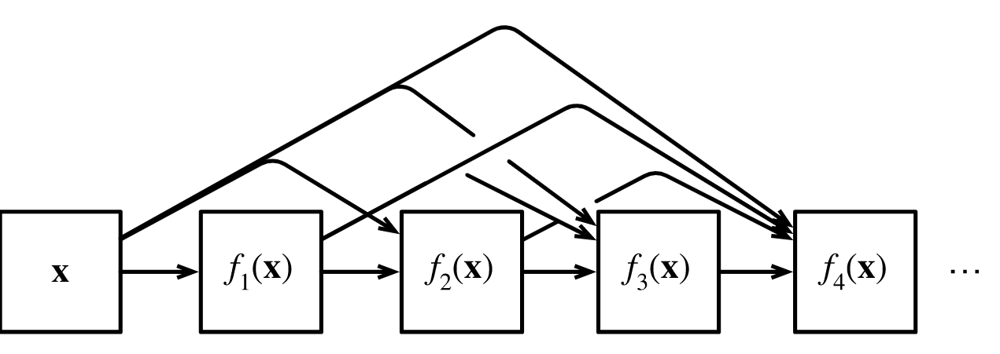 x f₁(x) f₂(x) f₃(x) f₄(x) ...